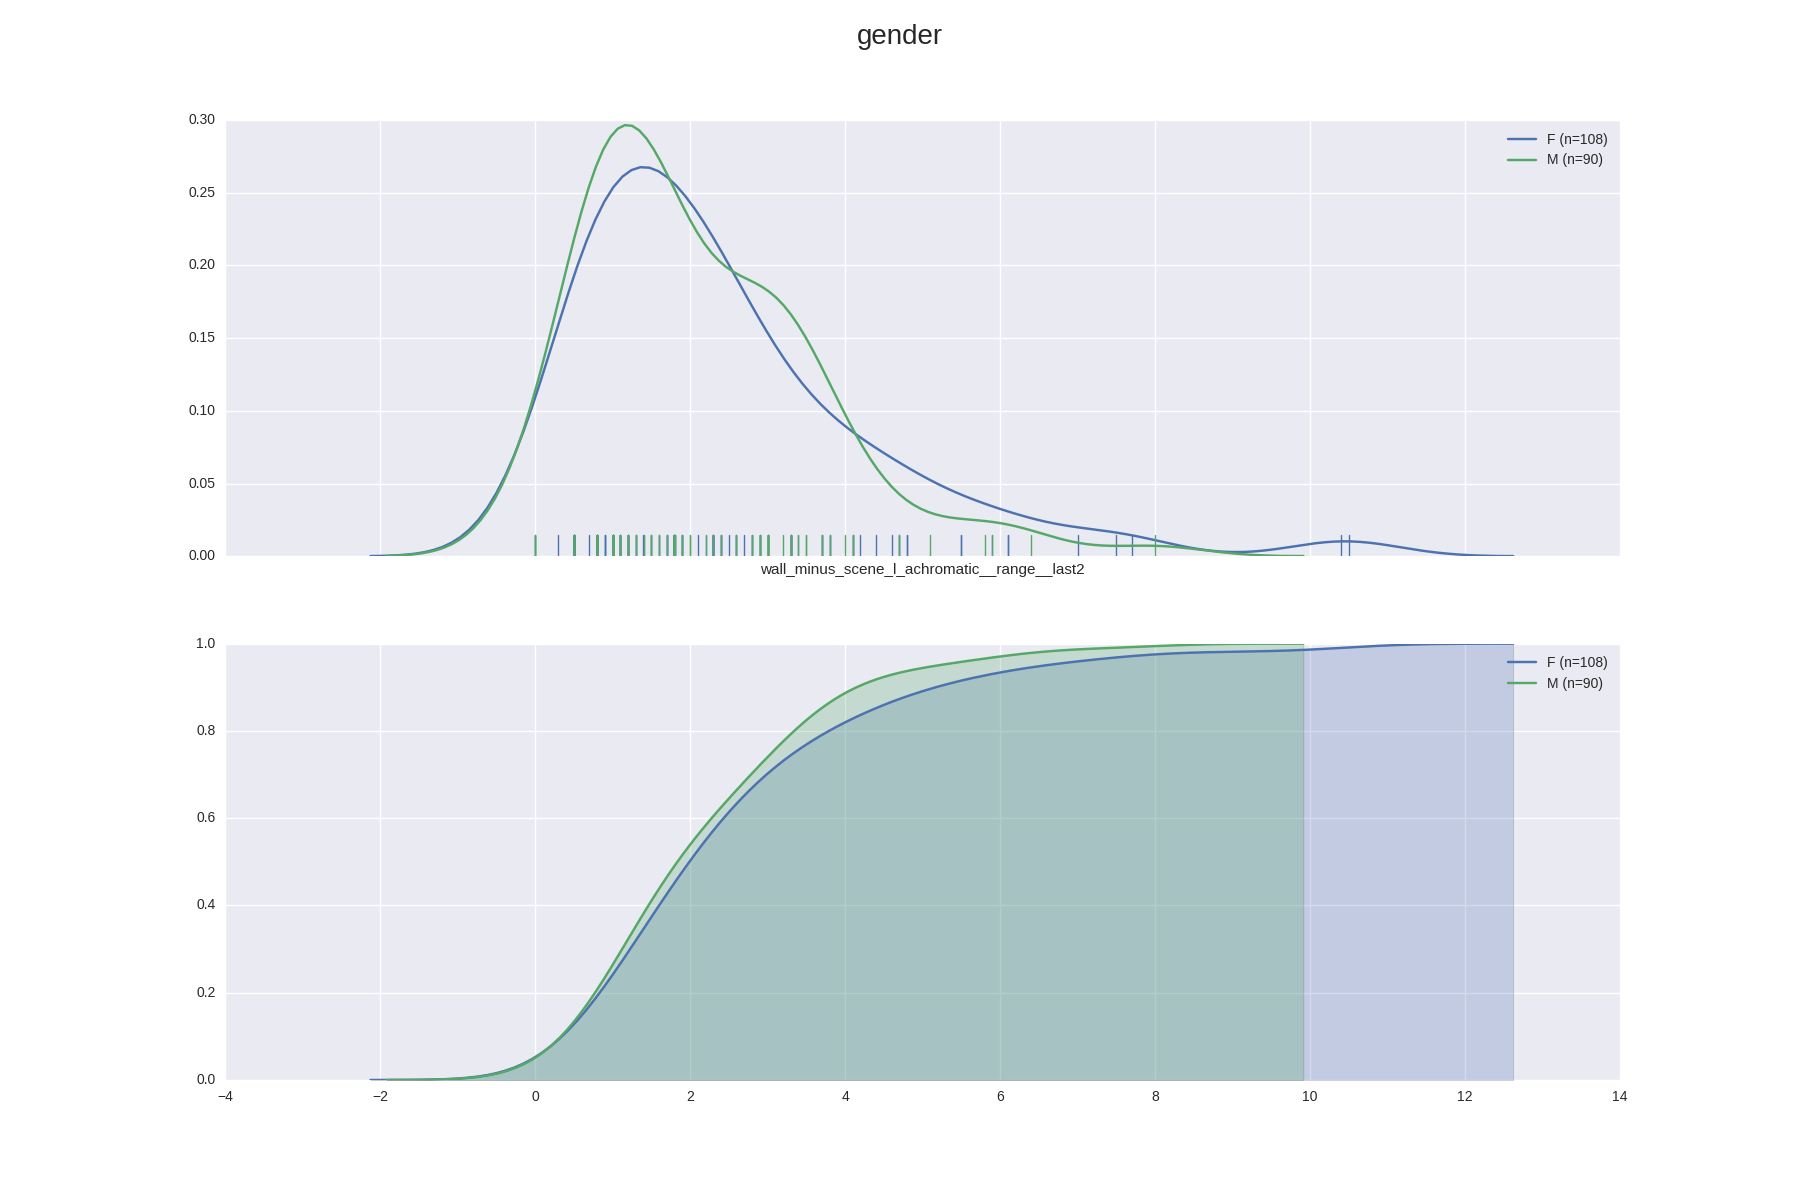 gender
0.30
0.25
0.20
0.15
0.10
0.05
0.00
F (n=108)
M (n=90)
wall_minus_scene_l_achromatic__range__last2
1.0
0.8
0.6
0.4
0.2
0.0
F (n=108)
M (n=90)
−4 −2 0 2 4 6 8 10 12 14